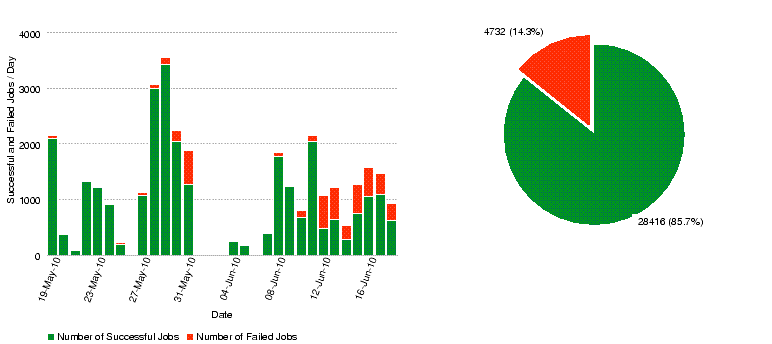 4000
3000
2000
1000
0
Successful and Failed Jobs / Day
19-May-10
23-May-10
27-May-10
31-May-10
04-Jun-10
08-Jun-10
12-Jun-10
16-Jun-10
Date
Number of Successful Jobs
Number of Failed Jobs
4732 (14.3%)
28416 (85.7%)